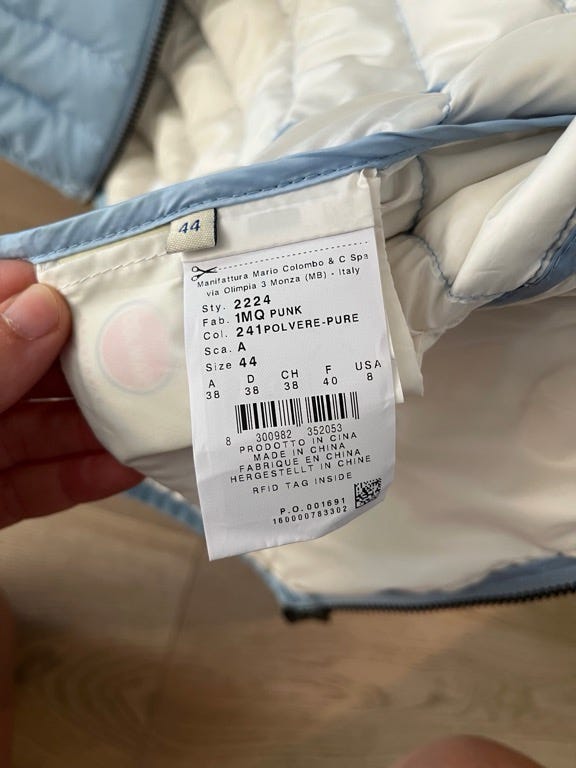 44
Manifattura Mario Colombo & C Spa
via Olimpia 3 Monza (MB) - Italy
Sty. 2224
Fab. 1MQ PUNK
Col. 241POLVERE-PURE
Sca. A
Size 44
A D CH F USA
38 38 38 40 8
8 300982 352053
PRODOTTO IN CINA
MADE IN CHINA
FABRIQUE EN CHINA
HERGESTELLT IN CHINE
RFID TAG INSIDE
P.O. 001691
160000783302